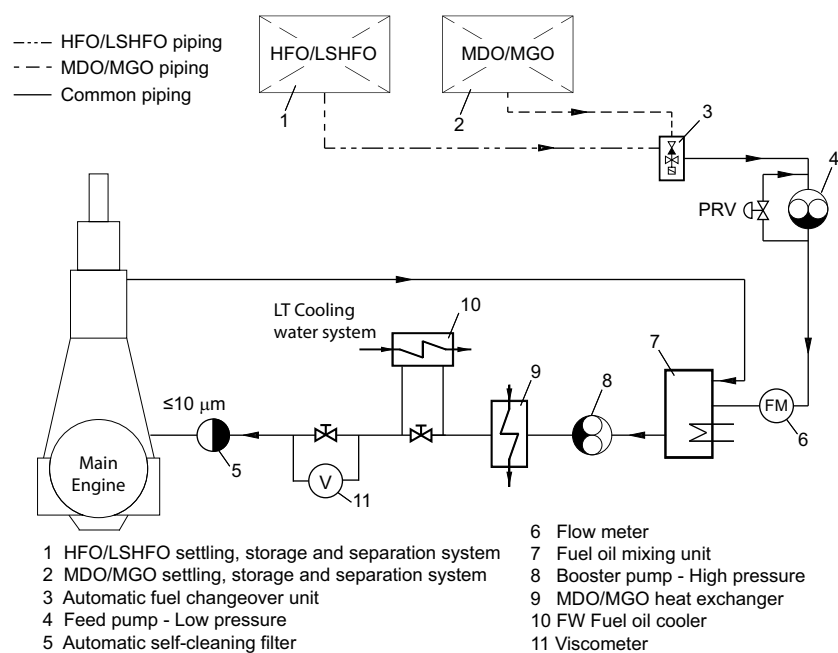 HFO/LSHFO piping
MDO/MGO piping
Common piping
HFO/LSHFO
MDO/MGO
1
2
3
4
PRV
LT Cooling
water system
10
9
8
7
FM
6
≤10 μm
5
V
11
Main
Engine
1 HFO/LSHFO settling, storage and separation system
2 MDO/MGO settling, storage and separation system
3 Automatic fuel changeover unit
4 Feed pump - Low pressure
5 Automatic self-cleaning filter
6 Flow meter
7 Fuel oil mixing unit
8 Booster pump - High pressure
9 MDO/MGO heat exchanger
10 FW Fuel oil cooler
11 Viscometer